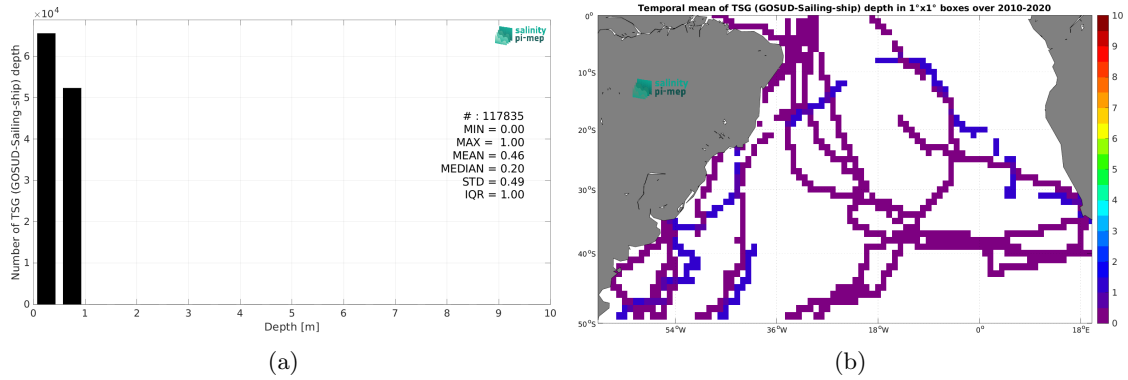 ×10⁴
6
5
4
3
2
1
0
Number of TSG (GOSUD-Sailing-ship) depth
0 1 2 3 4 5 6 7 8 9 10
Depth [m]
salinity
pi-mep
# : 117835
MIN = 0.00
MAX = 1.00
MEAN = 0.46
MEDIAN = 0.20
STD = 0.49
IQR = 1.00
(a)
Temporal mean of TSG (GOSUD-Sailing-ship) depth in 1°x1° boxes over 2010-2020
0°
10°S
20°S
30°S
40°S
50°S
54°W 36°W 18°W 0° 18°E
salinity
pi-mep
10
9
8
7
6
5
4
3
2
1
0
(b)